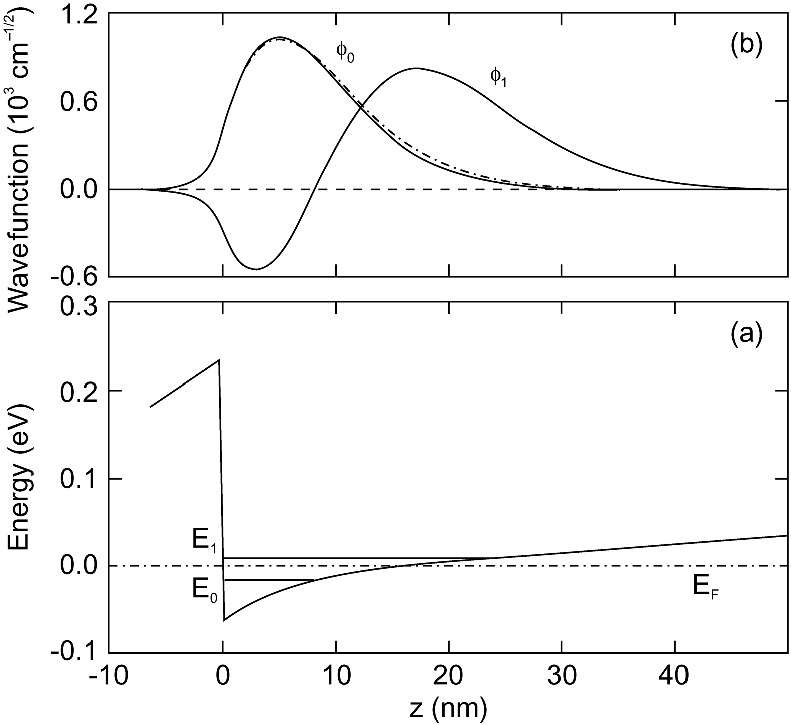 Wavefunction (10³ cm⁻¹/²)
1.2
0.6
0.0
-0.6
(b)
ϕ₀
ϕ₁
Energy (eV)
0.3
0.2
0.1
0.0
-0.1
(a)
E₁
E₀
E_F
-10
0
10
20
30
40
z (nm)